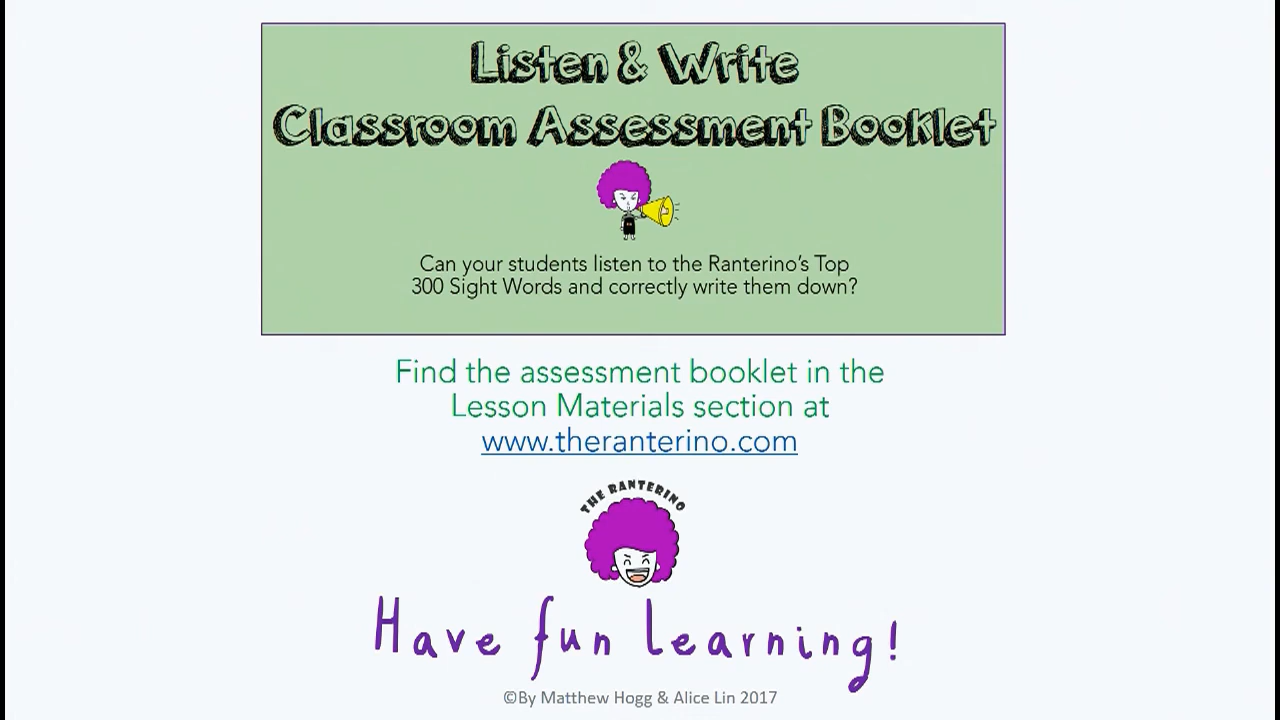 Listen & Write
Classroom Assessment Booklet
Can your students listen to the Ranterino's Top
300 Sight Words and correctly write them down?
Find the assessment booklet in the
Lesson Materials section at
www.theranterino.com
THE RANTERINO
Have fun learning!
©By Matthew Hogg & Alice Lin 2017